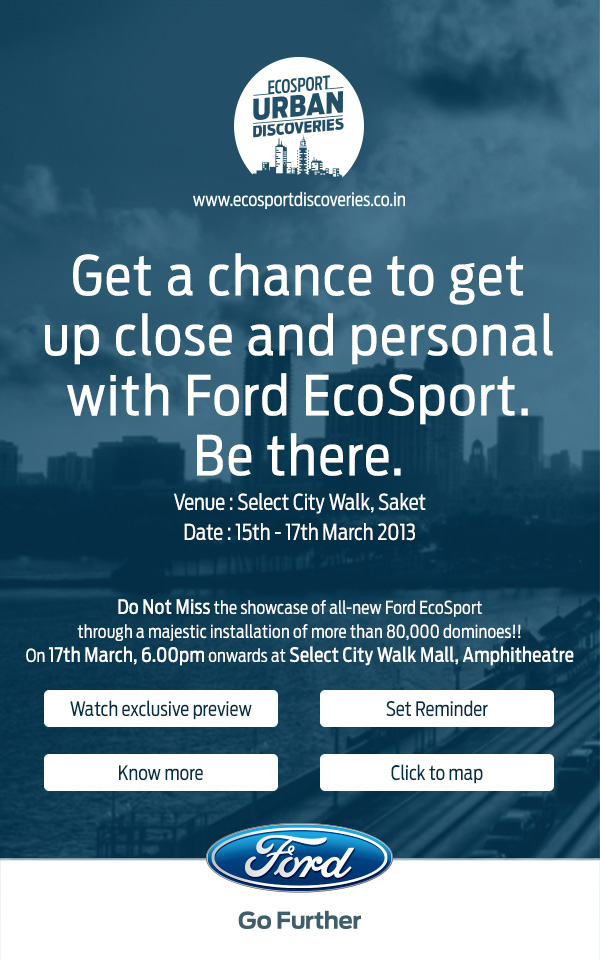 ECOSPORT
URBAN
DISCOVERIES
www.ecosportdiscoveries.co.in
Get a chance to get
up close and personal
with Ford EcoSport.
Be there.
Venue : Select City Walk, Saket
Date : 15th - 17th March 2013
Do Not Miss the showcase of all-new Ford EcoSport
through a majestic installation of more than 80,000 dominoes!!
On 17th March, 6.00pm onwards at Select City Walk Mall, Amphitheatre
Watch exclusive preview
Set Reminder
Know more
Click to map
Ford
Go Further